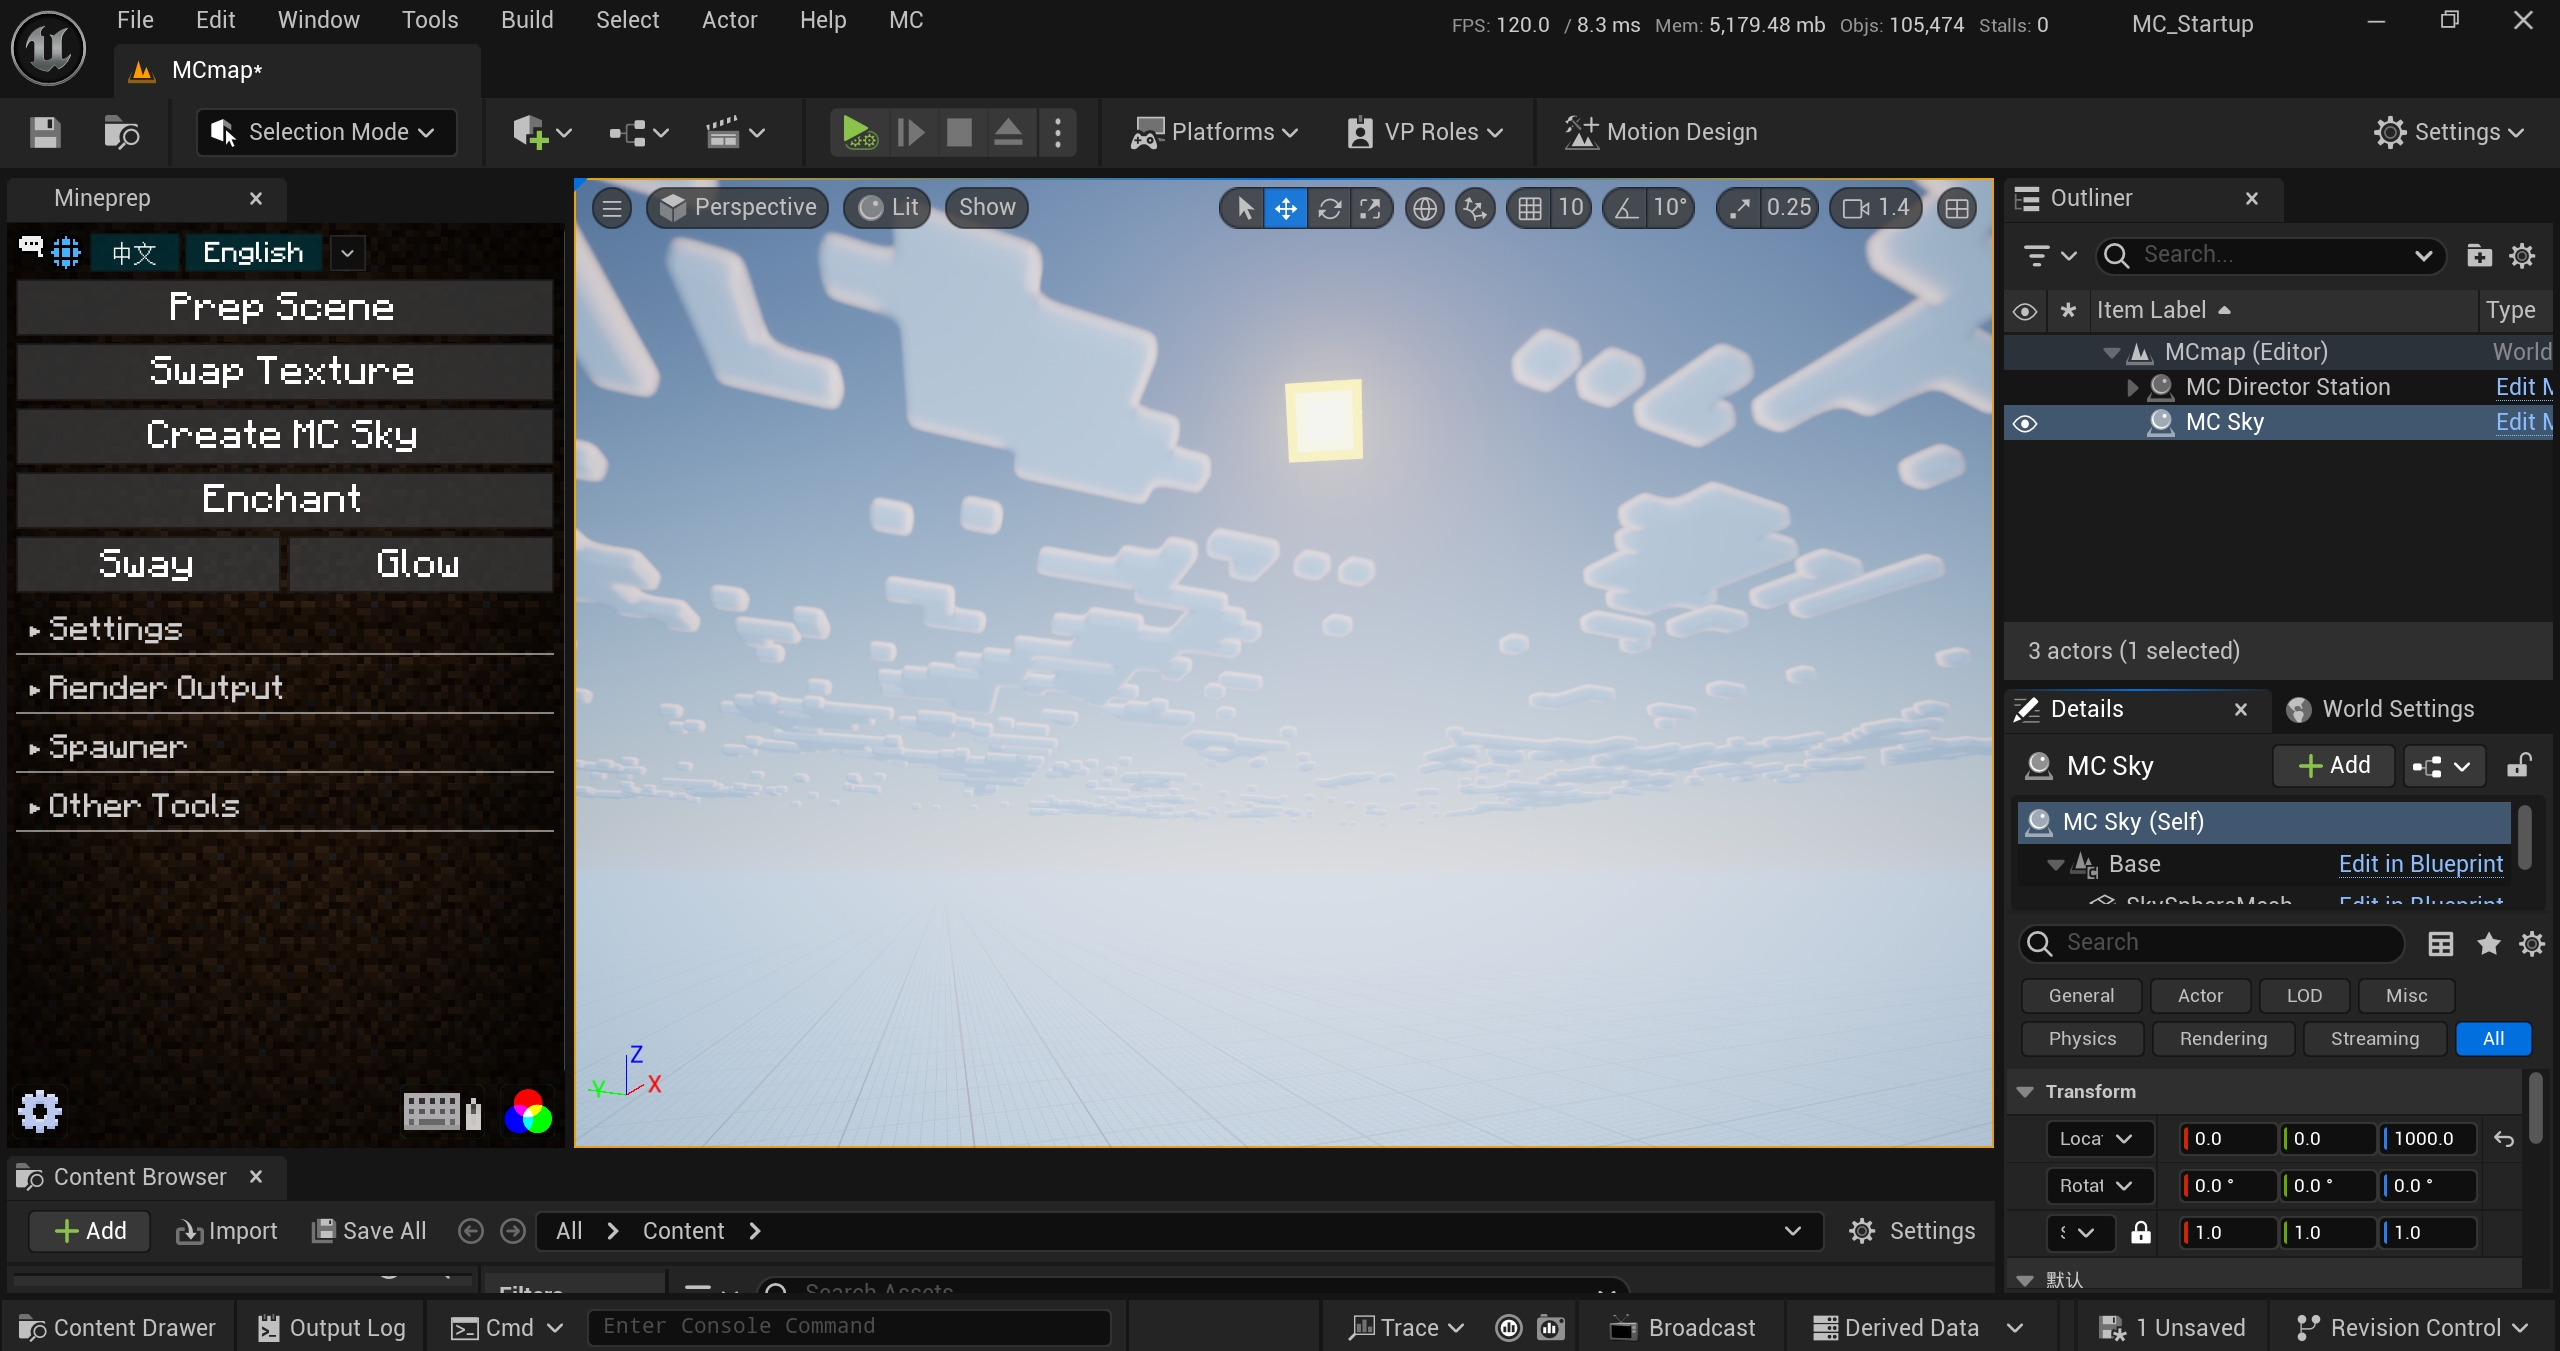 File Edit Window Tools Build Select Actor Help MC
FPS: 120.0 / 8.3 ms Mem: 5,179.48 mb Objs: 105,474 Stalls: 0 MC_Startup
MCmap*
Selection Mode Platforms VP Roles Motion Design Settings
Mineprep
中文 English
Prep Scene
Swap Texture
Create MC Sky
Enchant
Sway Glow
Settings
Render Output
Spawner
Other Tools
Perspective Lit Show 10 10° 0.25 1.4
Z
Y X
Outliner
Search...
Item Label Type
MCmap (Editor) World
MC Director Station Edit
MC Sky Edit
3 actors (1 selected)
Details World Settings
MC Sky Add
MC Sky (Self)
Base Edit in Blueprint
SkySphereMesh Edit in Blueprint
Search
General Actor LOD Misc
Physics Rendering Streaming All
Transform
Loca 0.0 0.0 1000.0
Rotat 0.0 ° 0.0 ° 0.0 °
1.0 1.0 1.0
默认
Content Browser
Add Import Save All All Content Settings
Filters Search Assets
Content Drawer Output Log Cmd Enter Console Command Trace Broadcast Derived Data 1 Unsaved Revision Control